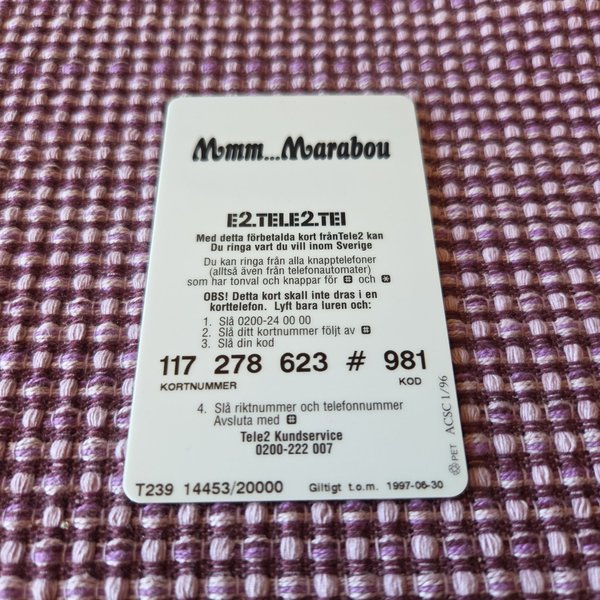 Mmm...Marabou
E2.TELE2.TEl
Med detta förbetalda kort frånTele2 kan
Du ringa vart du vill inom Sverige
Du kan ringa från alla knapptelefoner
(alltså även från telefonautomater)
som har tonval och knappar för # och *
OBS! Detta kort skall inte dras i en
korttelefon. Lyft bara luren och:
1. Slå 0200-24 00 00
2. Slå ditt kortnummer följt av #
3. Slå din kod
117 278 623 # 981
KORTNUMMER KOD
4. Slå riktnummer och telefonnummer
Avsluta med #
Tele2 Kundservice
0200-222 007
T239 14453/20000 Giltigt t.o.m. 1997-06-30
PET ACSC 1/96